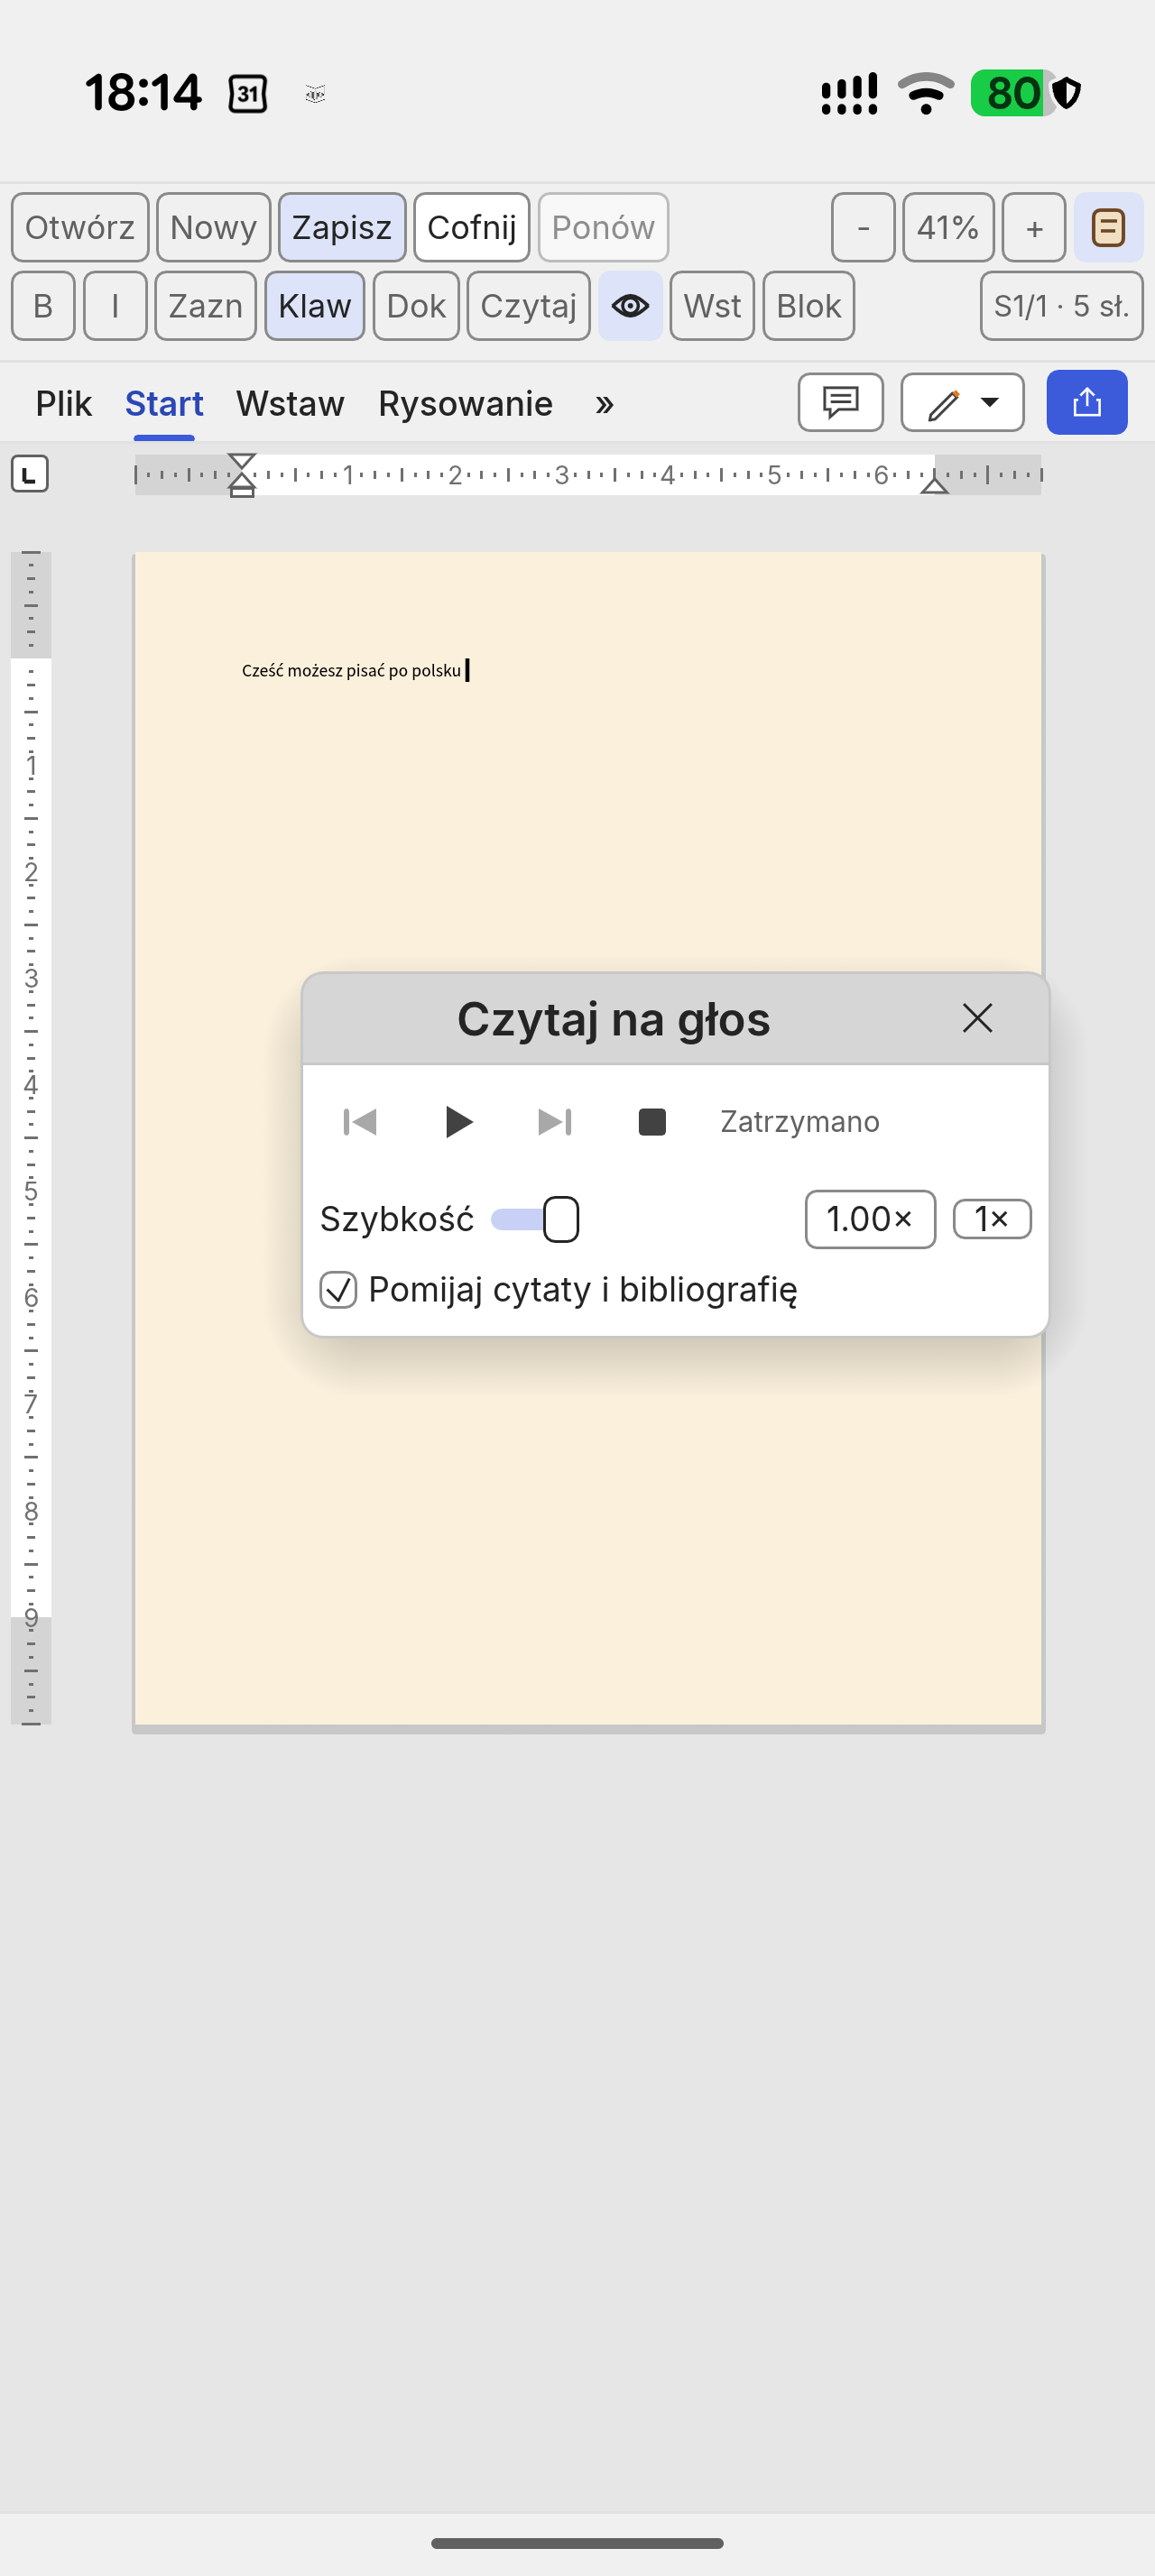 18:14 31 80
Otwórz Nowy Zapisz Cofnij Ponów - 41% +
B I Zazn Klaw Dok Czytaj Wst Blok S1/1 · 5 sł.
Plik Start Wstaw Rysowanie »
L 1 2 3 4 5 6
Cześć możesz pisać po polsku
1
2
3
Czytaj na głos
4
Zatrzymano
5
Szybkość 1.00× 1×
6
Pomijaj cytaty i bibliografię
7
8
9